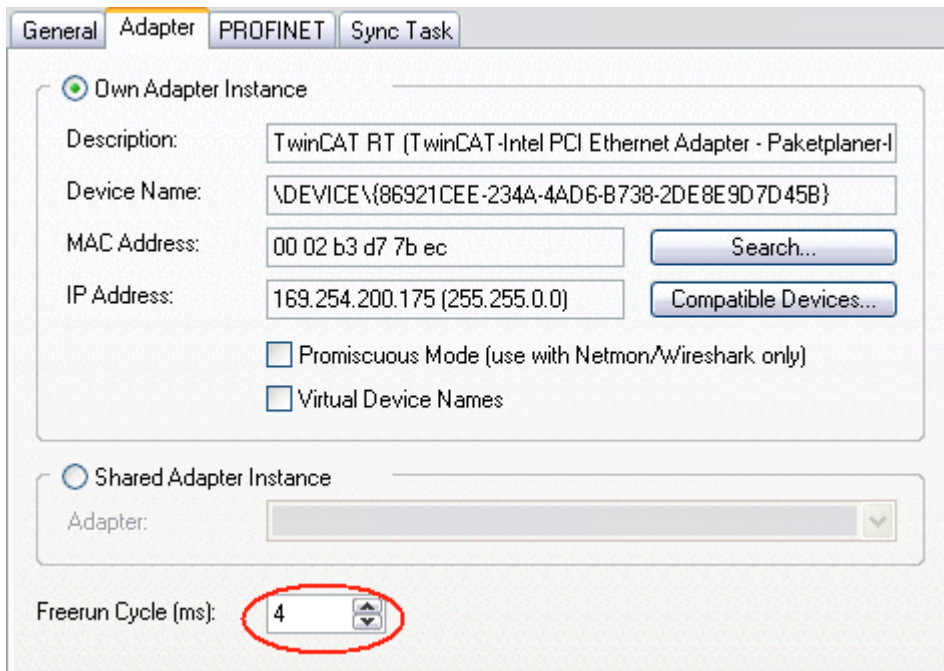 General Adapter PROFINET Sync Task
Own Adapter Instance
Description: TwinCAT RT (TwinCAT-Intel PCI Ethernet Adapter - Paketplaner-
Device Name: \DEVICE\{86921CEE-234A-4AD6-B738-2DE8E9D7D45B}
MAC Address: 00 02 b3 d7 7b ec Search...
IP Address: 169.254.200.175 (255.255.0.0) Compatible Devices...
Promiscuous Mode (use with Netmon/Wireshark only)
Virtual Device Names
Shared Adapter Instance
Adapter:
Freerun Cycle (ms): 4